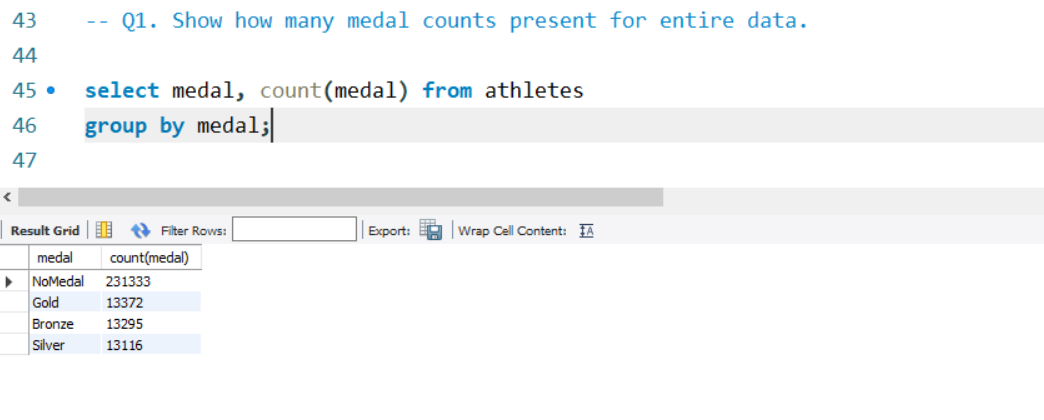 43 -- Q1. Show how many medal counts present for entire data.
44
45 select medal, count(medal) from athletes
46 group by medal;
47
Result Grid Filter Rows: Export: Wrap Cell Content:
medal count(medal)
NoMedal 231333
Gold 13372
Bronze 13295
Silver 13116